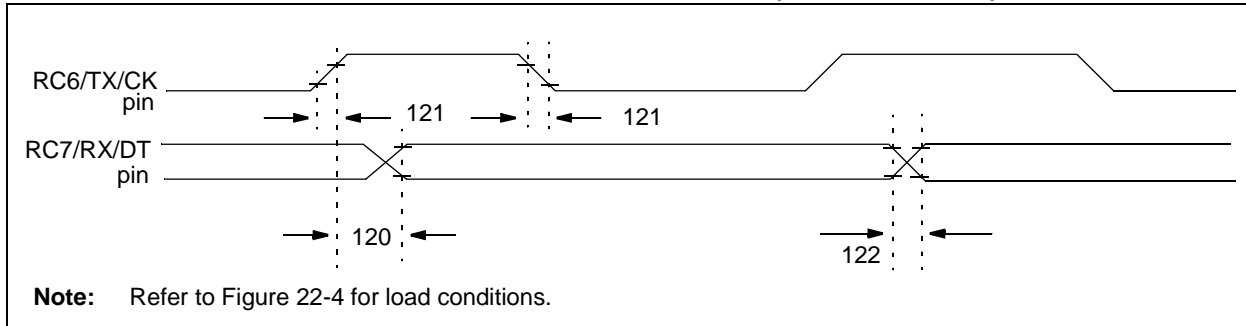 RC6/TX/CK
pin
121
121
RC7/RX/DT
pin
120
122
Note: Refer to Figure 22-4 for load conditions.